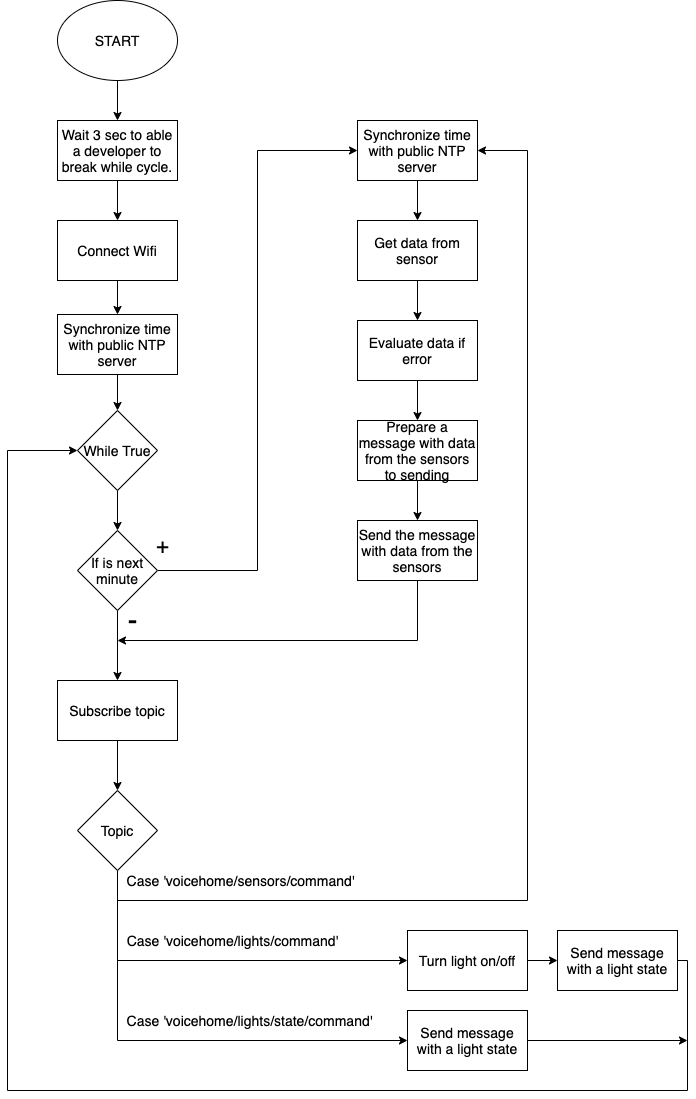 START
Wait 3 sec to able
a developer to
break while cycle.
Connect Wifi
Synchronize time
with public NTP
server
While True
If is next
minute
+
-
Synchronize time
with public NTP
server
Get data from
sensor
Evaluate data if
error
Prepare a
message with data
from the sensors
to sending
Send the message
with data from the
sensors
Subscribe topic
Topic
Case 'voicehome/sensors/command'
Case 'voicehome/lights/command'
Turn light on/off
Send message
with a light state
Case 'voicehome/lights/state/command'
Send message
with a light state